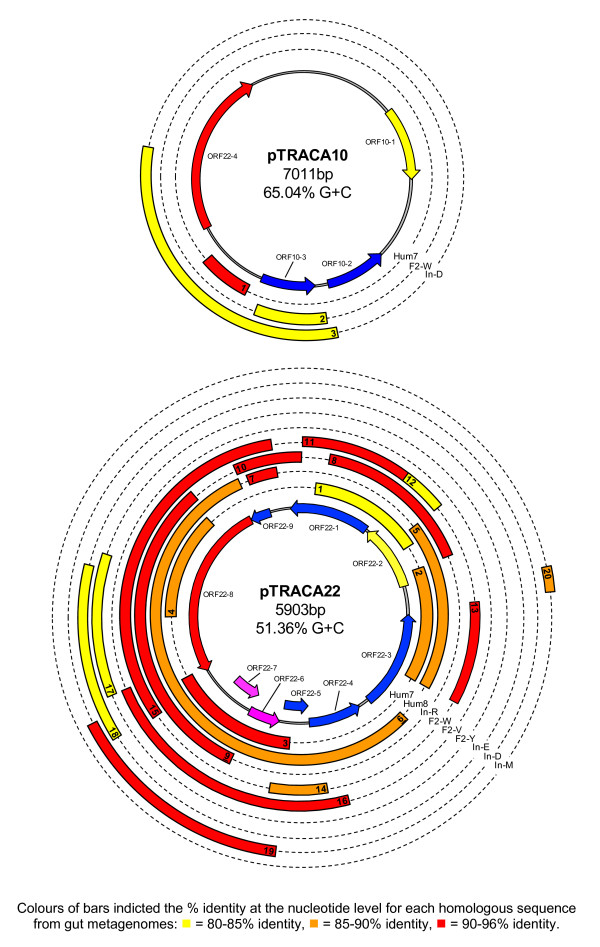 ORF10-1
ORF22-4
pTRACA10
7011bp
65.04% G+C
ORF10-3
ORF10-2
Hum7
F2-W
In-D
1
2
3
11
10
8
7
12
1
5
ORF22-9
ORF22-1
ORF22-2
2
20
4
ORF22-8
pTRACA22
5903bp
51.36% G+C
13
ORF22-3
ORF22-7
ORF22-6
ORF22-5
ORF22-4
Hum7
Hum8
In-R
F2-W
F2-V
F2-Y
In-E
In-D
In-M
17
15
18
6
3
9
14
16
19
Colours of bars indicted the % identity at the nucleotide level for each homologous sequence
from gut metagenomes: = 80-85% identity, = 85-90% identity, = 90-96% identity.